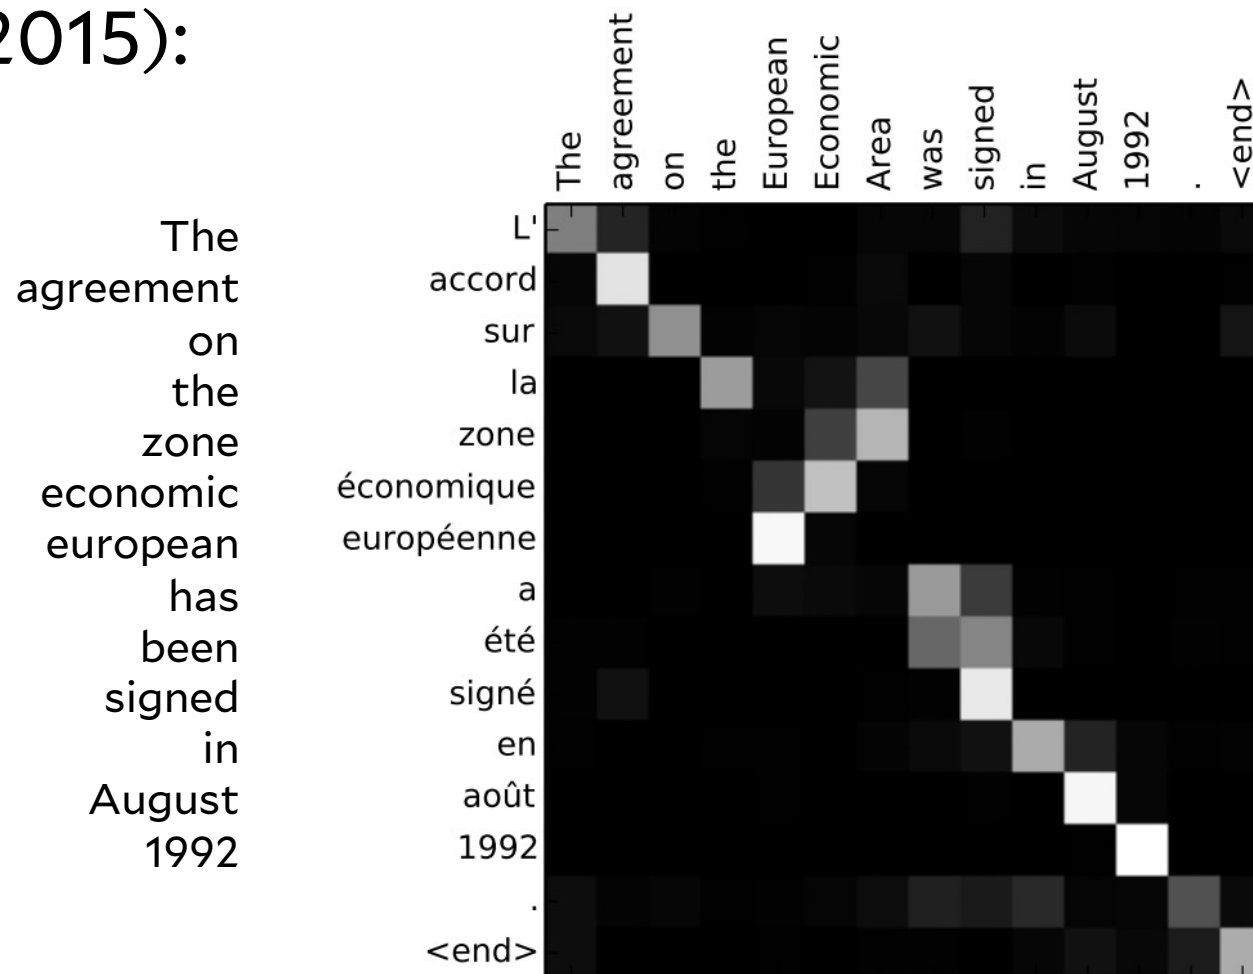 2015):
The
agreement
on
the
European
Economic
Area
was
signed
in
August
1992
.
<end>
The
agreement
on
the
zone
economic
european
has
been
signed
in
August
1992
L'
accord
sur
la
zone
économique
européenne
a
été
signé
en
août
1992
.
<end>